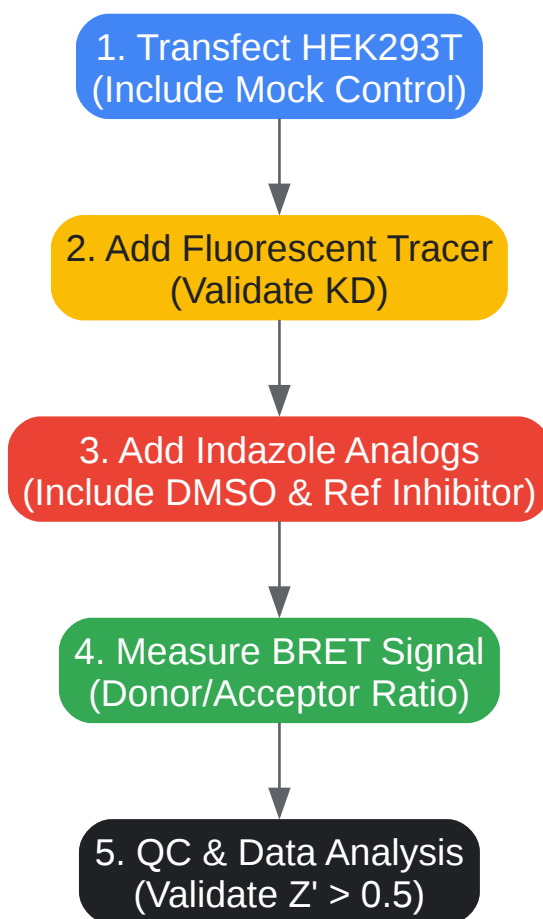 1. Transfect HEK293T
(Include Mock Control)
2. Add Fluorescent Tracer
(Validate KD)
3. Add Indazole Analogs
(Include DMSO & Ref Inhibitor)
4. Measure BRET Signal
(Donor/Acceptor Ratio)
5. QC & Data Analysis
(Validate Z' > 0.5)